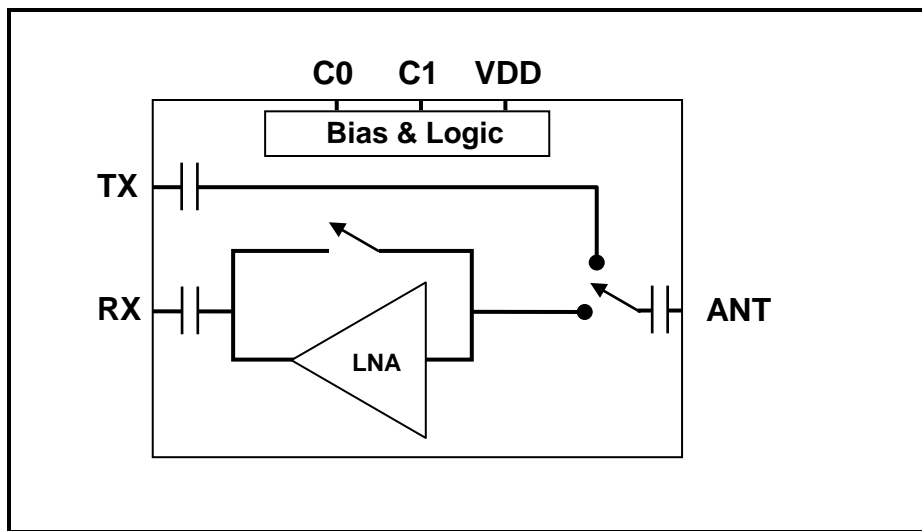 C0 C1 VDD
Bias & Logic
TX
RX
ANT
LNA